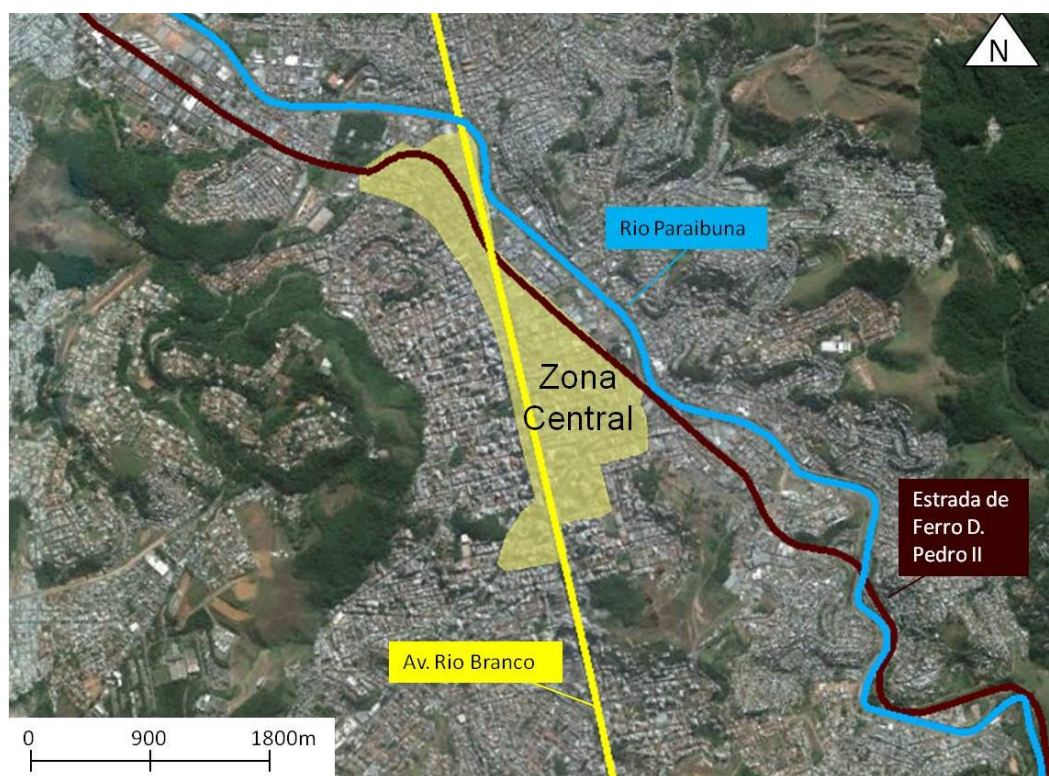 N
Rio Paraibuna
Zona
Central
Estrada de
Ferro D.
Pedro II
Av. Rio Branco
0 900 1800m